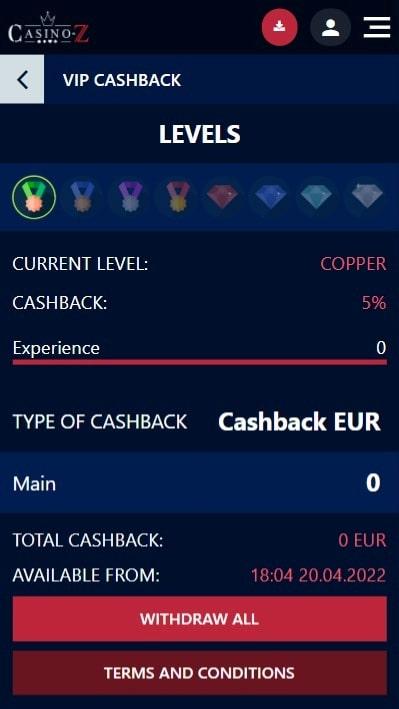 CASINO-Z
VIP CASHBACK
LEVELS
CURRENT LEVEL: COPPER
CASHBACK: 5%
Experience 0
TYPE OF CASHBACK Cashback EUR
Main 0
TOTAL CASHBACK: 0 EUR
AVAILABLE FROM: 18:04 20.04.2022
WITHDRAW ALL
TERMS AND CONDITIONS